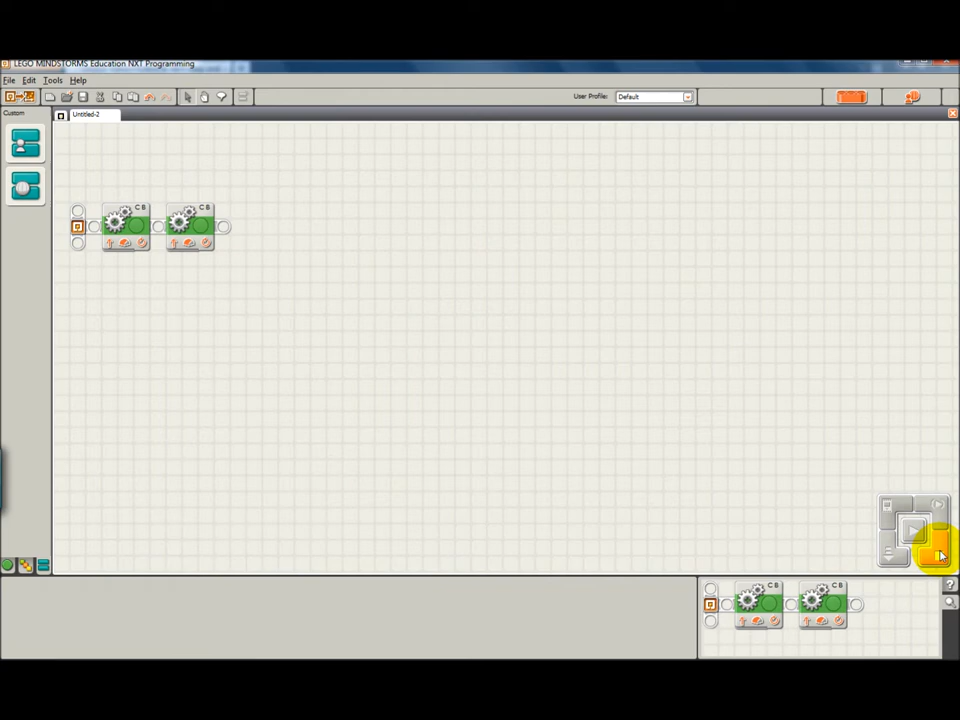 LEGO MINDSTORMS Education NXT Programming
File Edit Tools Help
User Profile: Default
Custom
Untitled-2
C B C B
C B C B
?